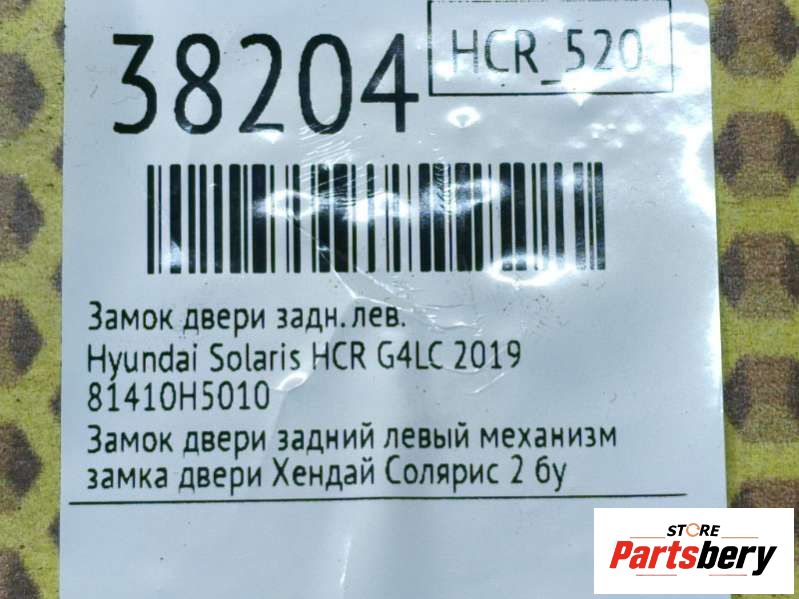 38204
HCR_520
Замок двери задн. лев.
Hyundai Solaris HCR G4LC 2019
81410H5010
Замок двери задний левый механизм
замка двери Хендай Солярис 2 бу
STORE
Partsbery